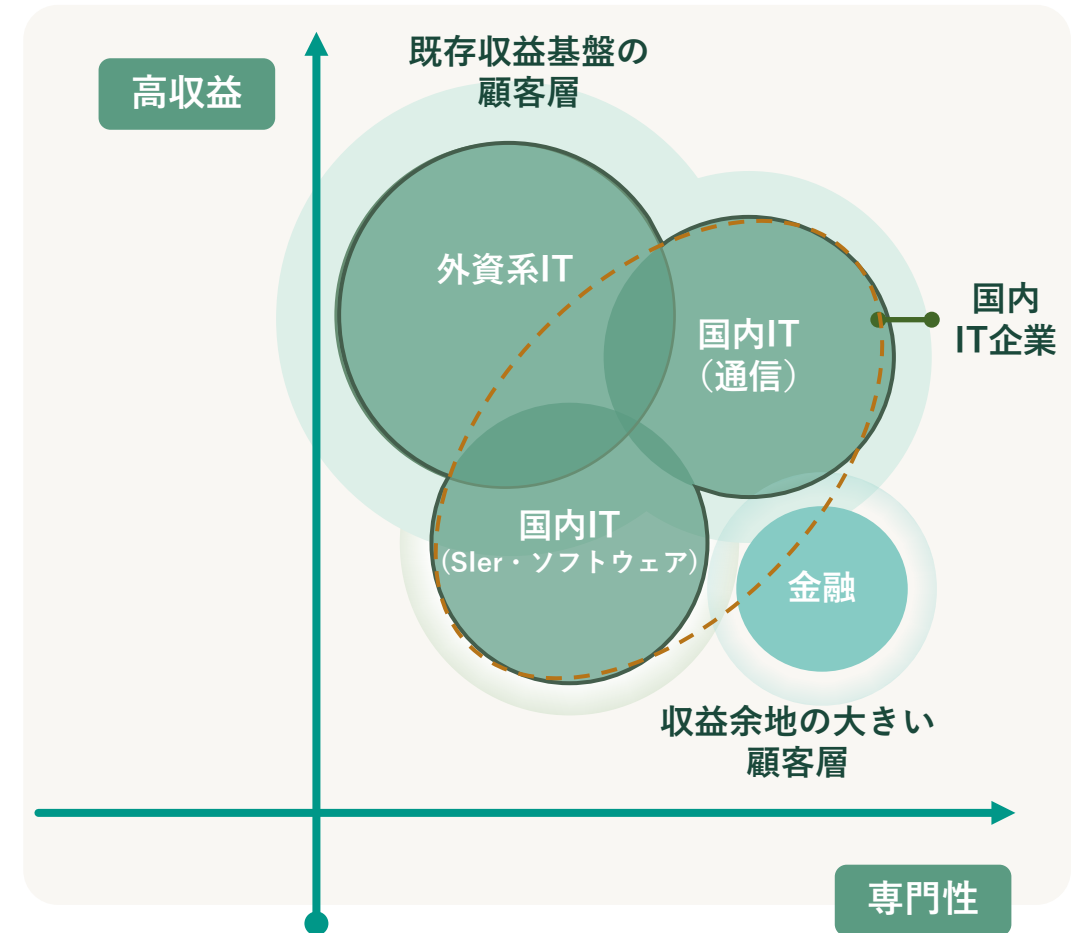 既存収益基盤の
顧客層
高収益
外資系IT
国内IT
（通信）
国内
IT企業
国内IT
(SIer・ソフトウェア)
金融
収益余地の大きい
顧客層
専門性